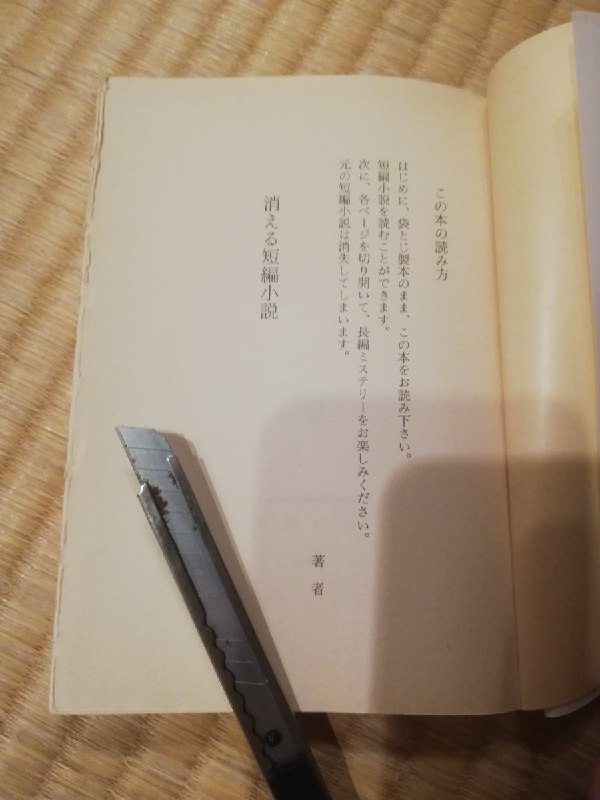 この本の読み方
はじめに、袋とじ製本のまま、この本をお読み下さい。
短編小説を読むことができます。
次に、各ページを切り開いて、長編ミステリーをお楽しみください。
元の短編小説は消失してしまいます。
著者
消える短編小説